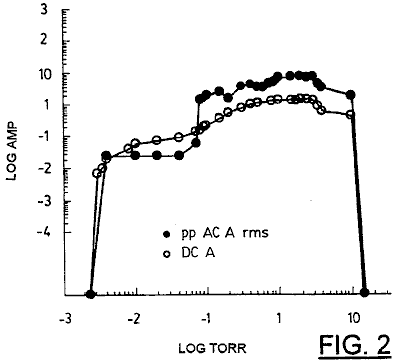 3
2
10
1
-1
-2
-3
-4
LOG AMP
pp AC A rms
DC A
-3
-2
-1
1
10
LOG TORR
FIG. 2